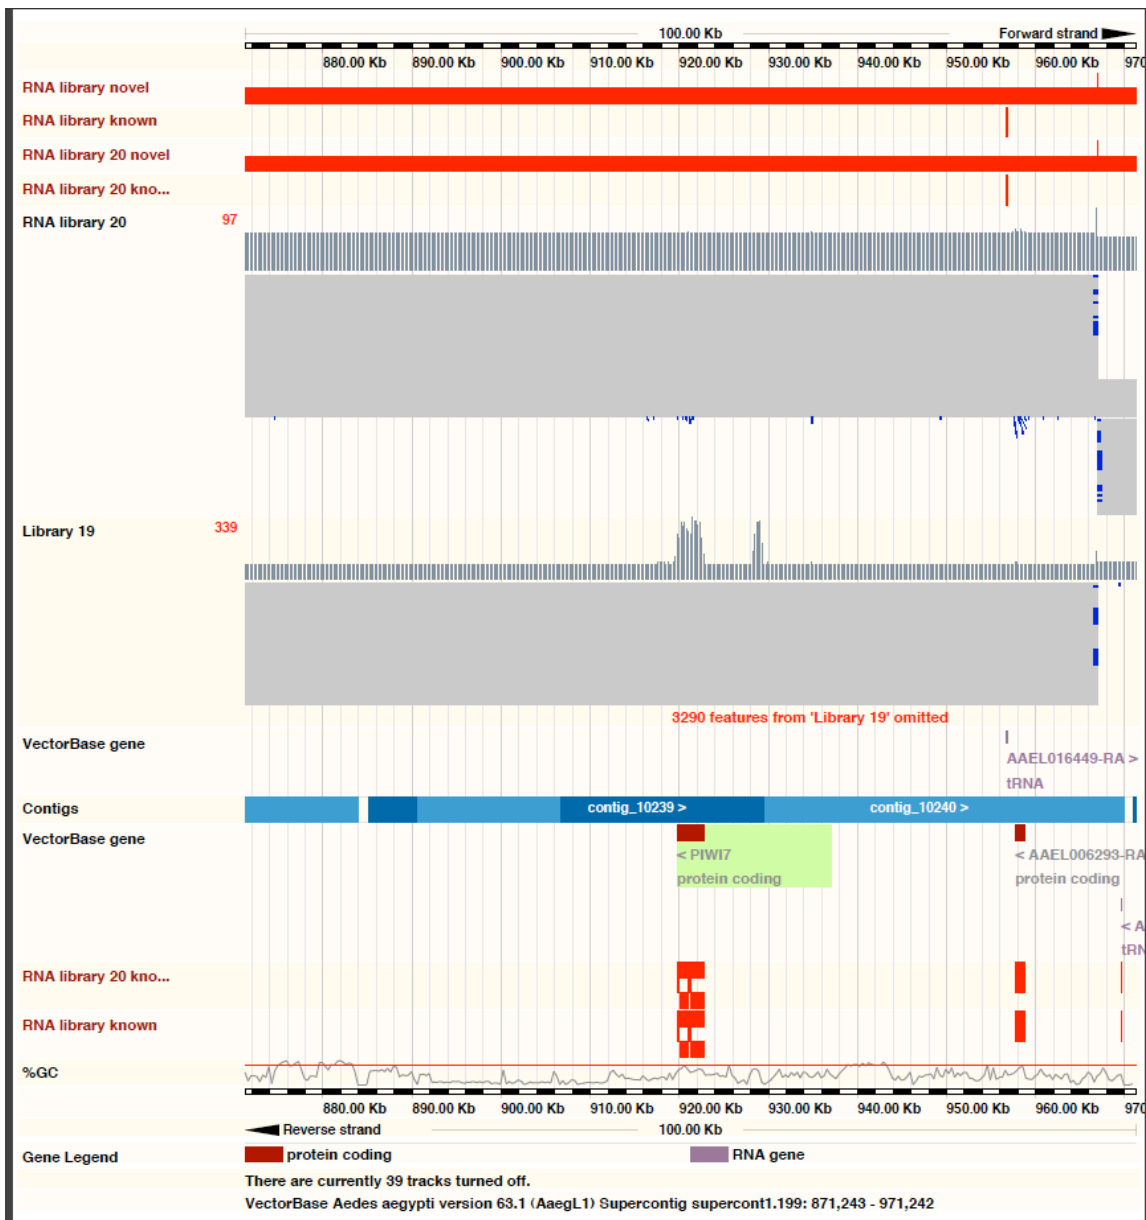 100.00 Kb Forward strand
880.00 Kb 890.00 Kb 900.00 Kb 910.00 Kb 920.00 Kb 930.00 Kb 940.00 Kb 950.00 Kb 960.00 Kb 970
RNA library novel
RNA library known
RNA library 20 novel
RNA library 20 kno...
RNA library 20 97
Library 19 339
3290 features from 'Library 19' omitted
VectorBase gene
AAEL016449-RA >
tRNA
Contigs contig_10239 > contig_10240 >
VectorBase gene
< PIWI7 < AAEL006293-RA
protein coding protein coding
< A
tRN
RNA library 20 kno...
RNA library known
%GC
880.00 Kb 890.00 Kb 900.00 Kb 910.00 Kb 920.00 Kb 930.00 Kb 940.00 Kb 950.00 Kb 960.00 Kb 970
Reverse strand 100.00 Kb
Gene Legend protein coding RNA gene
There are currently 39 tracks turned off.
VectorBase Aedes aegypti version 63.1 (AaegL1) Supercontig supercont1.199: 871,243 - 971,242